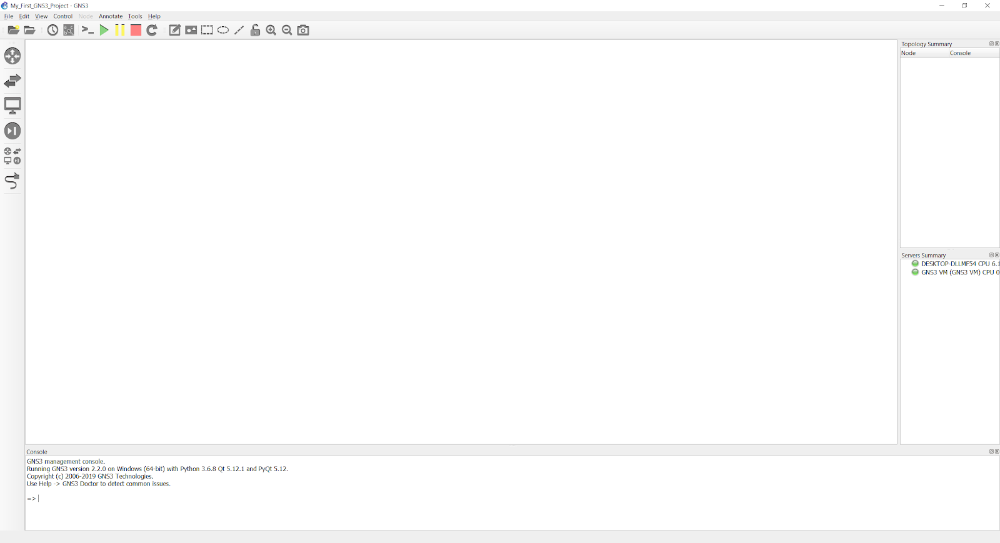 My_First_GNS3_Project - GNS3
File Edit View Control Node Annotate Tools Help
Topology Summary
Node Console
Servers Summary
DESKTOP-DLLMF54 CPU 6.1
GNS3 VM (GNS3 VM) CPU 0
Console
GNS3 management console.
Running GNS3 version 2.2.0 on Windows (64-bit) with Python 3.6.8 Qt 5.12.1 and PyQt 5.12.
Copyright (c) 2006-2019 GNS3 Technologies.
Use Help -> GNS3 Doctor to detect common issues.
=>